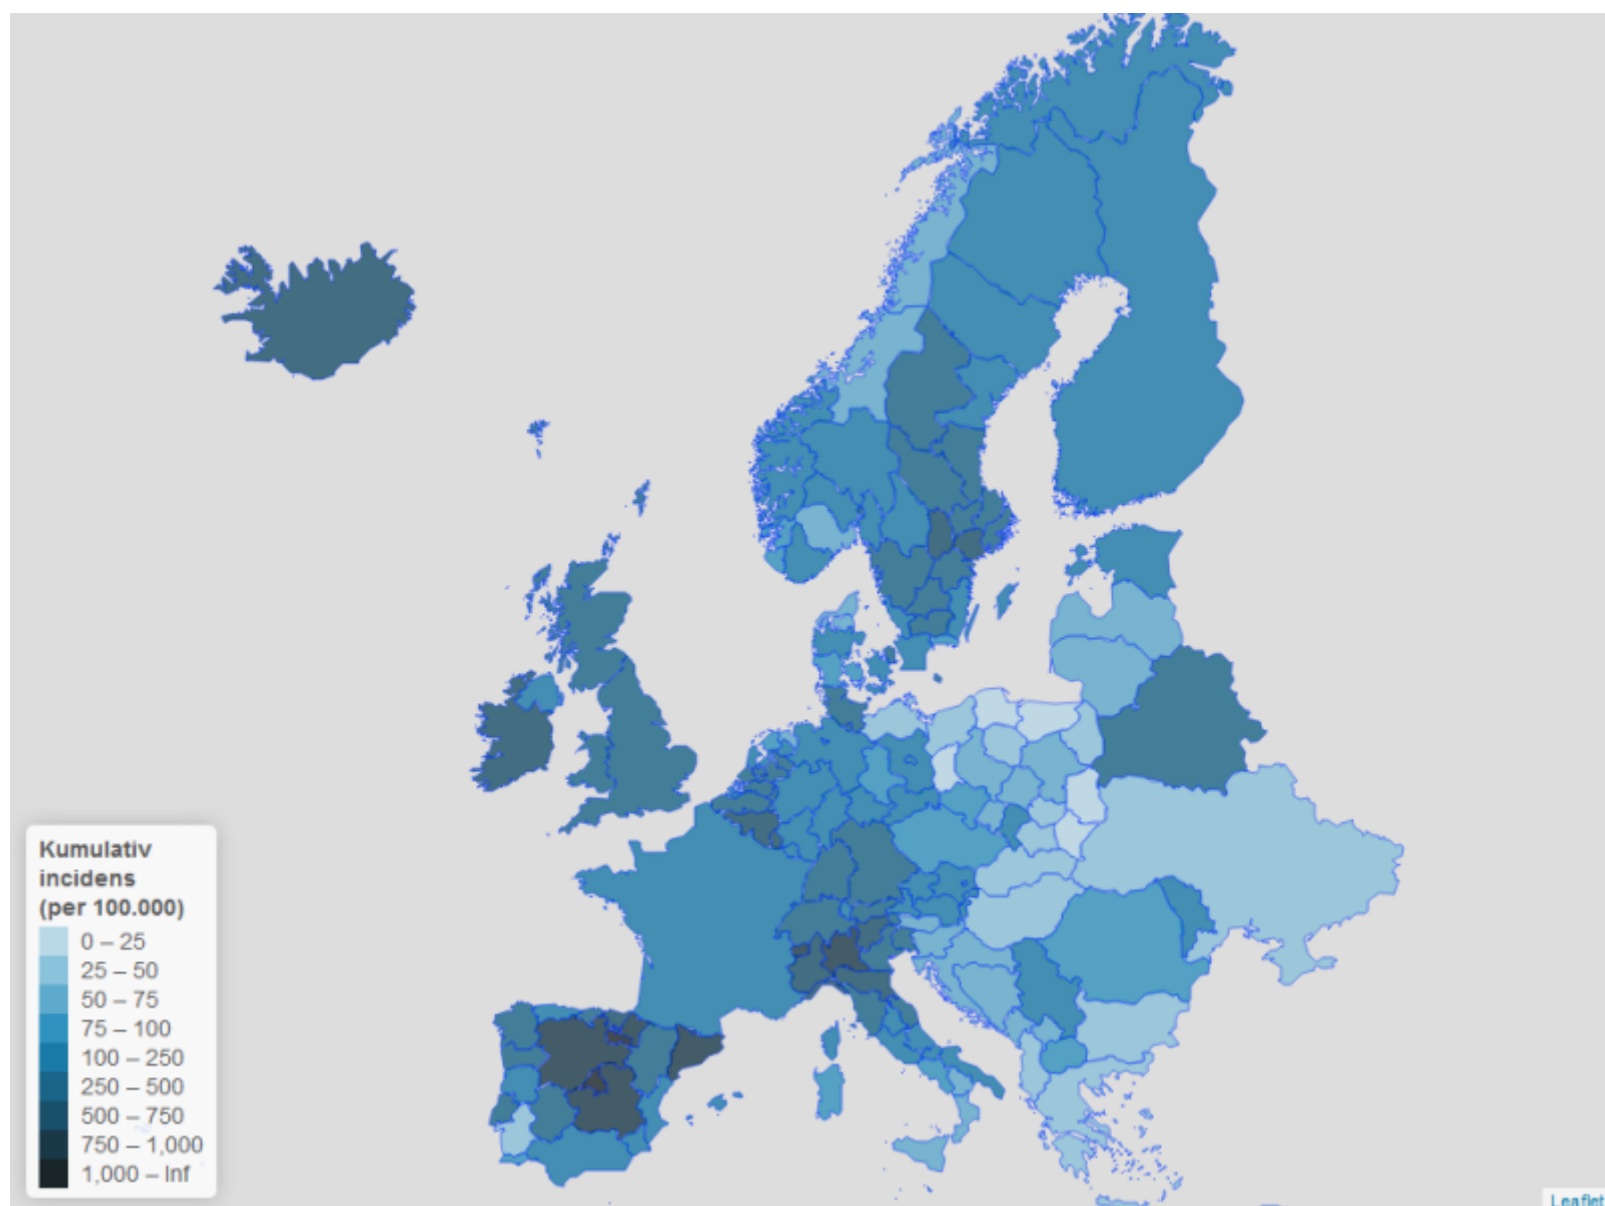 Kumulativ
incidens
(per 100.000)
0 – 25
25 – 50
50 – 75
75 – 100
100 – 250
250 – 500
500 – 750
750 – 1,000
1,000 – Inf
Leaflet